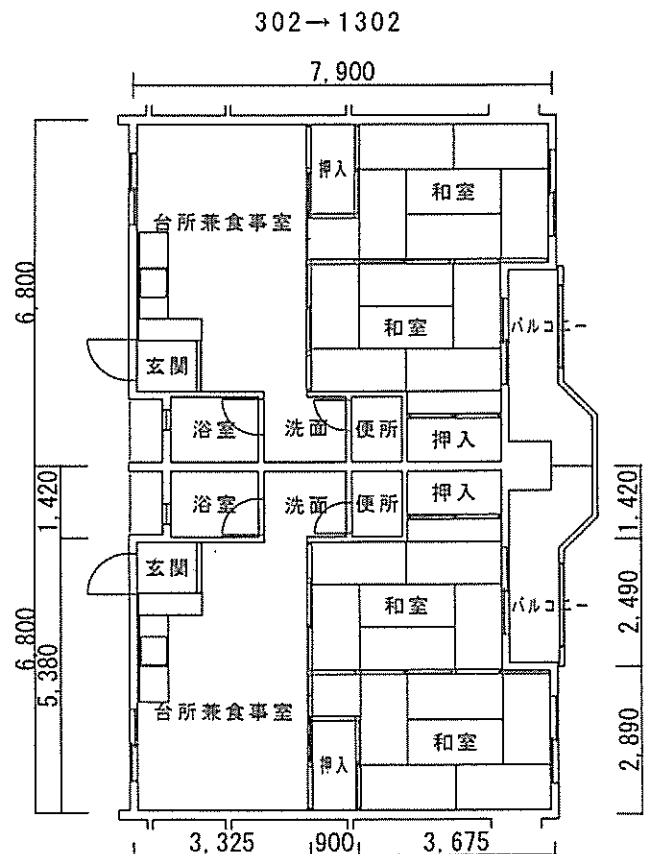 302→1302
7,900
押入
和室
台所兼食事室
6,800
和室
バルコニー
玄関
浴室
洗面
便所
押入
浴室
洗面
便所
押入
1,420
1,420
玄関
和室
バルコニー
2,490
6,800
5,380
台所兼食事室
和室
押入
2,890
3,325
900
3,675